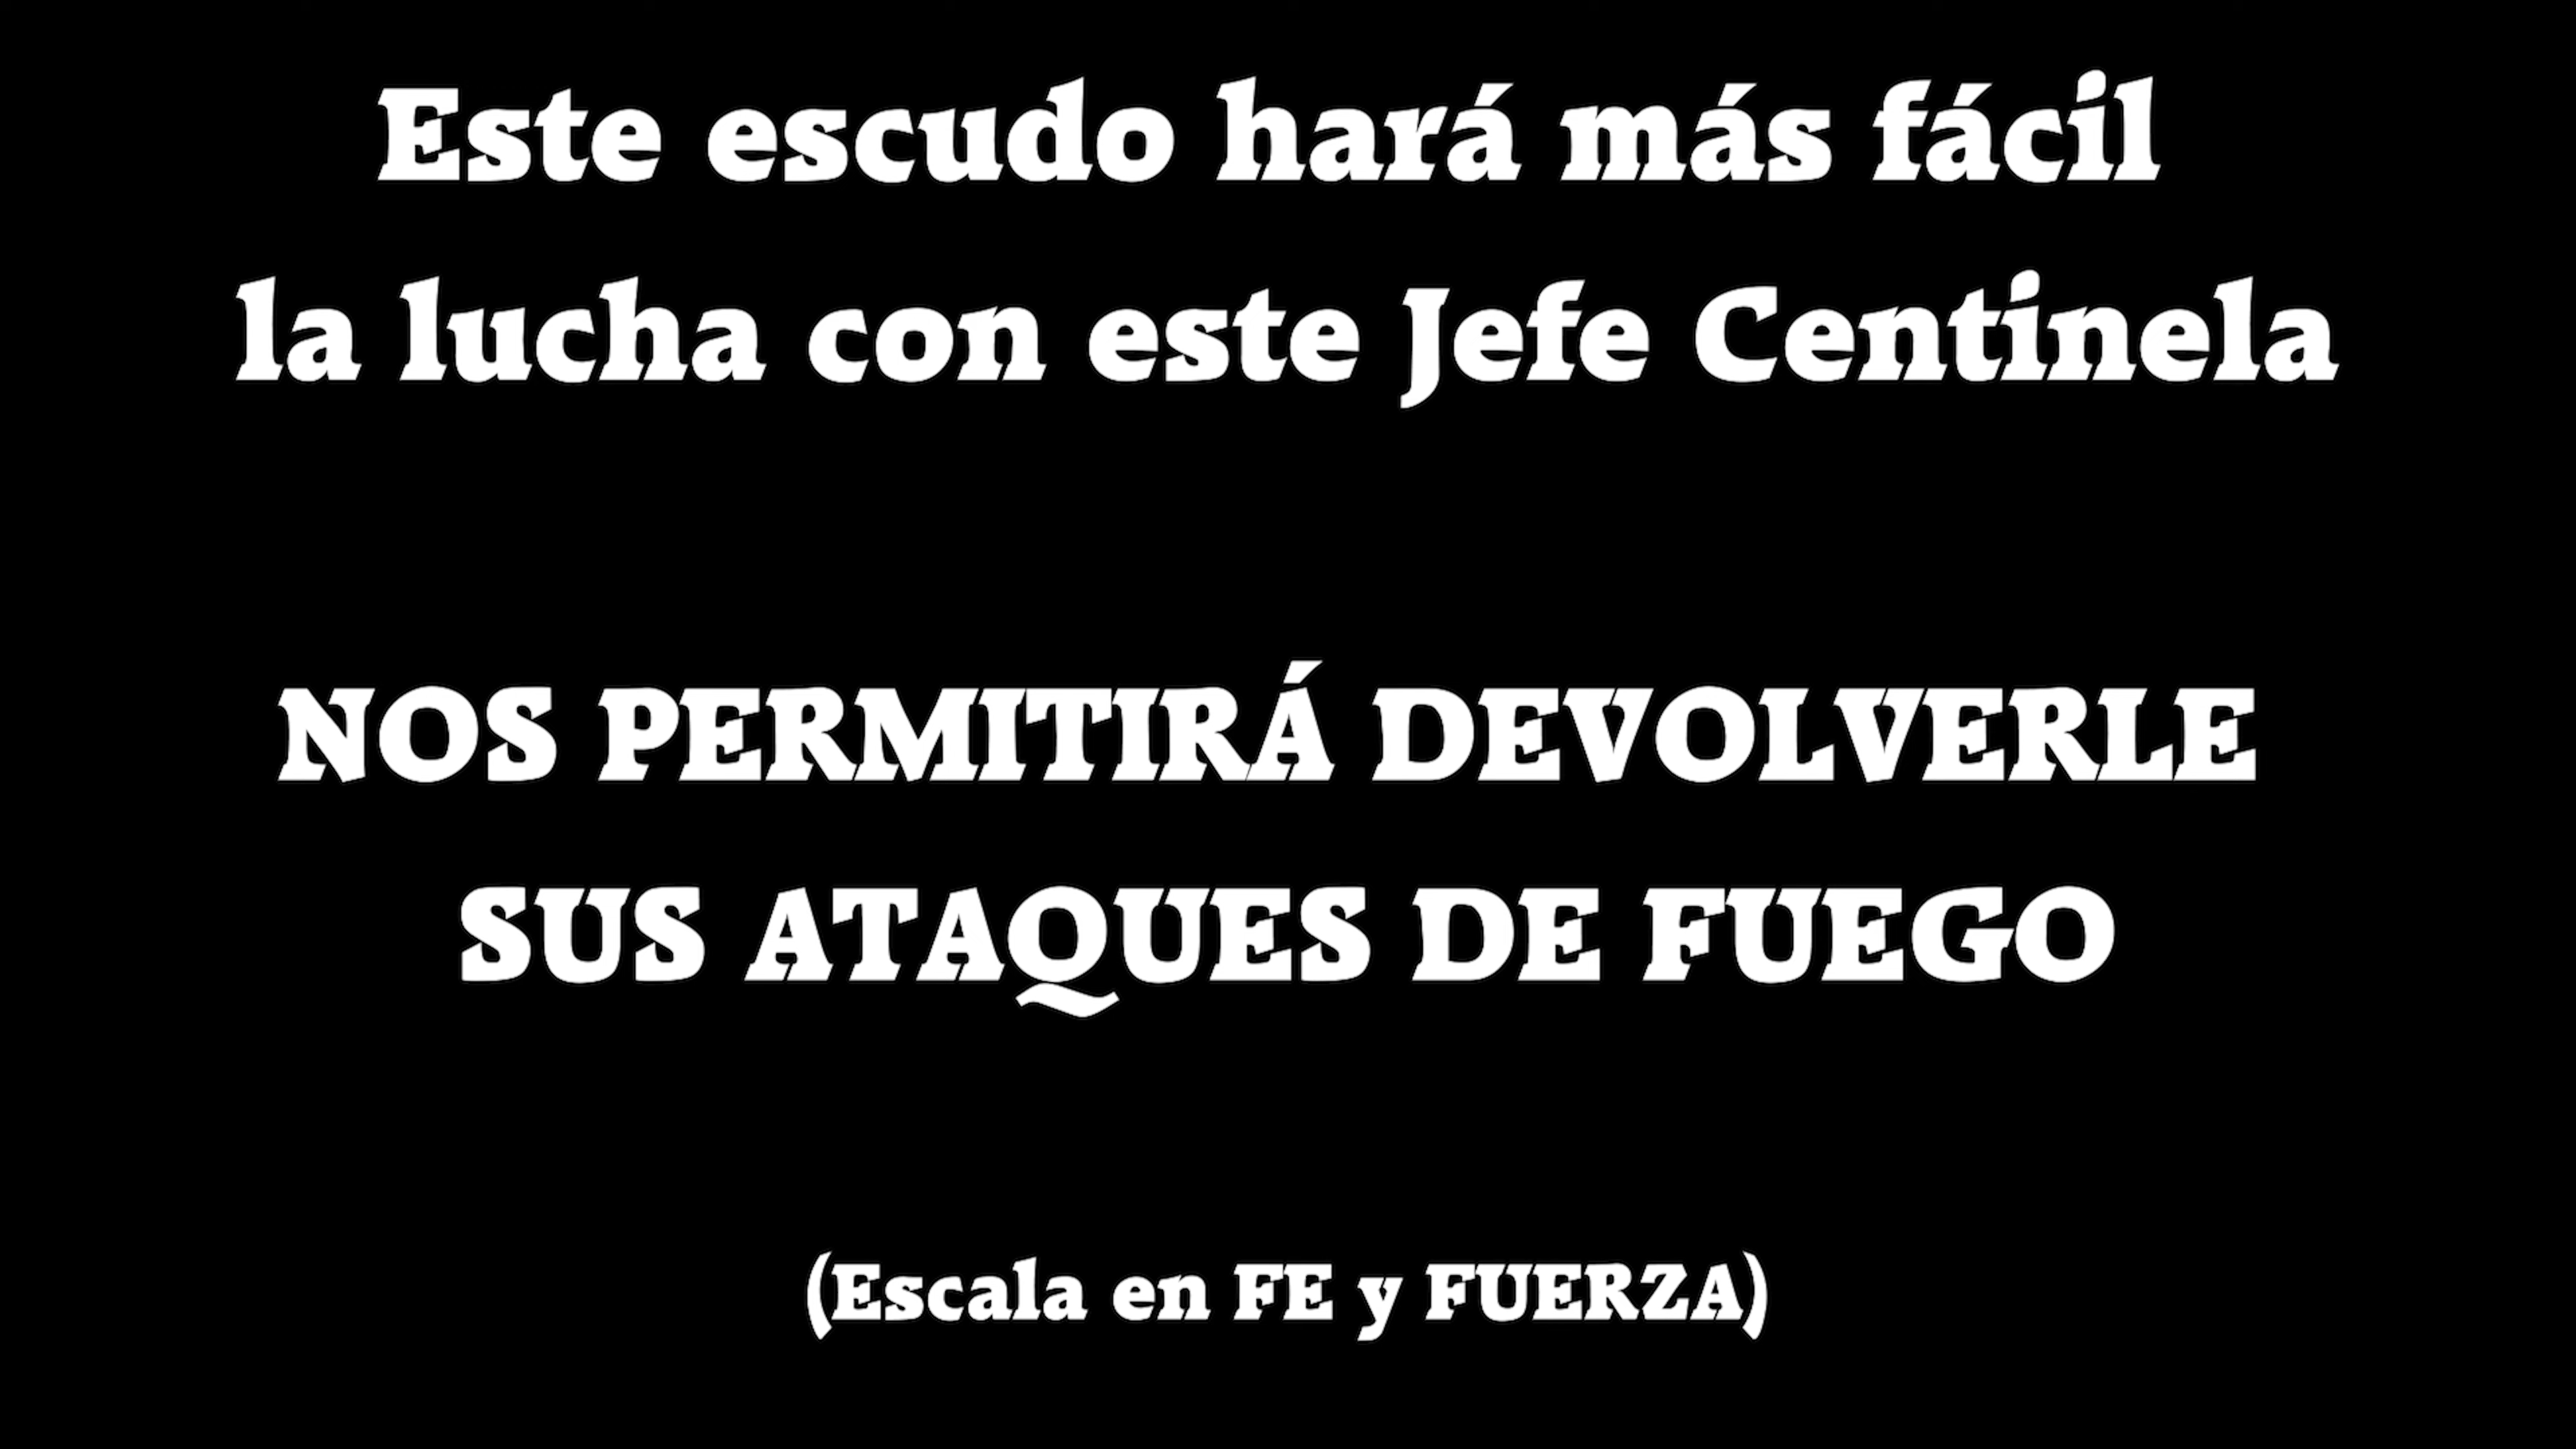 Este escudo hará más fácil
la lucha con este Jefe Centinela
NOS PERMITIRÁ DEVOLVERLE
SUS ATAQUES DE FUEGO
(Escala en FE y FUERZA)